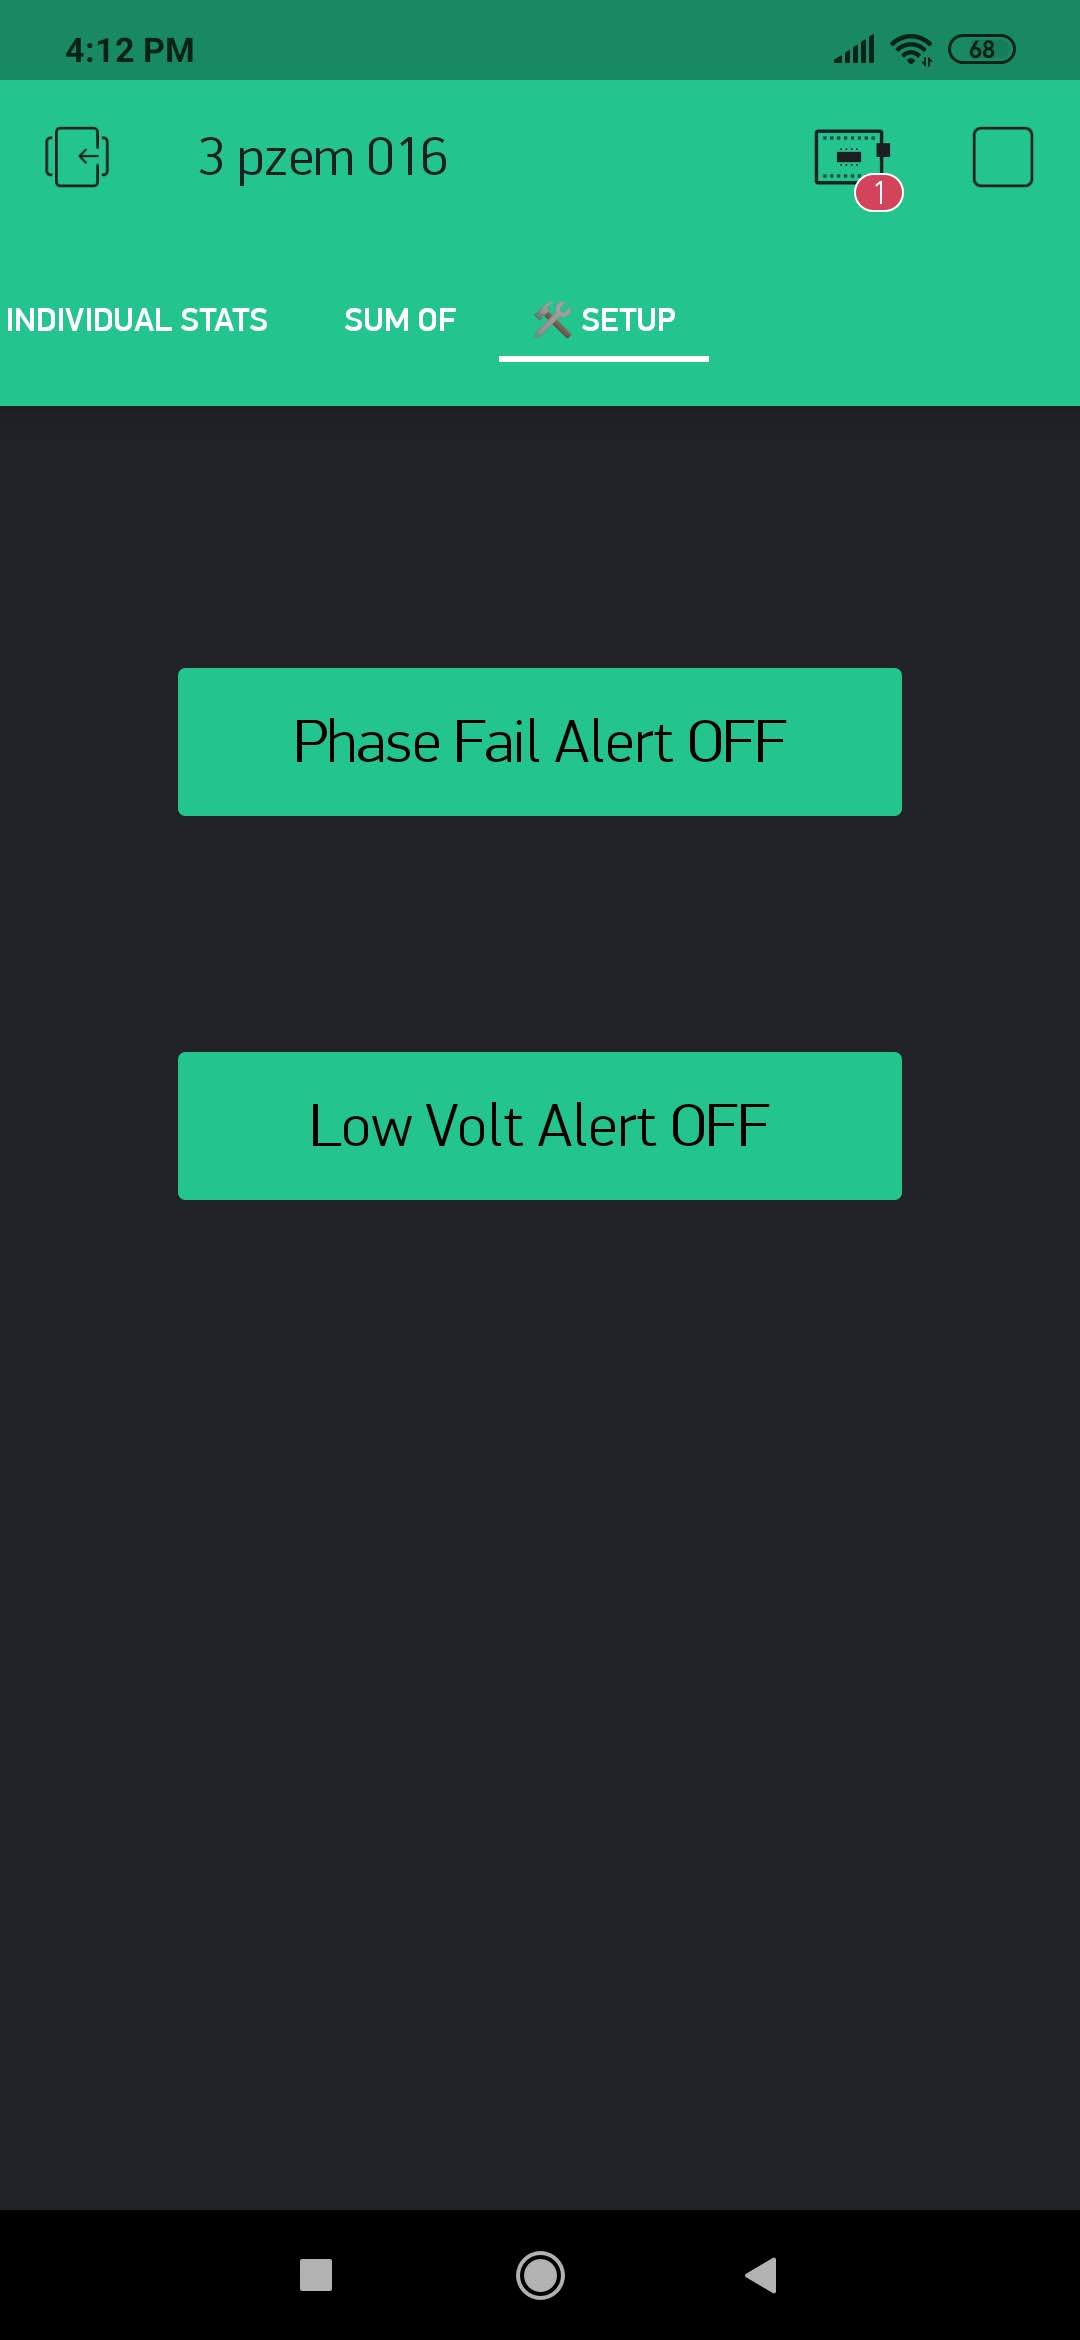 4:12 PM
68
3 pzem 016
1
INDIVIDUAL STATS
SUM OF
🛠 SETUP
Phase Fail Alert OFF
Low Volt Alert OFF